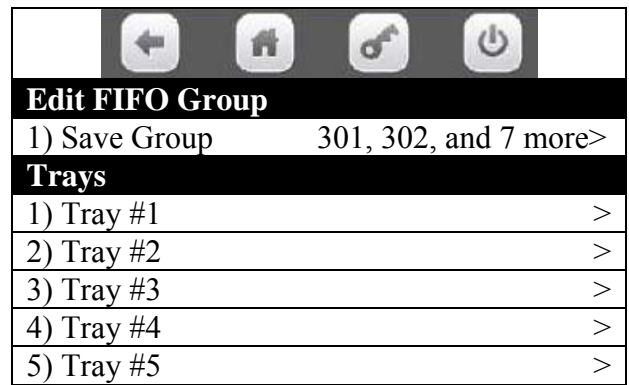 Edit FIFO Group
1) Save Group 301, 302, and 7 more>
Trays
1) Tray #1 >
2) Tray #2 >
3) Tray #3 >
4) Tray #4 >
5) Tray #5 >